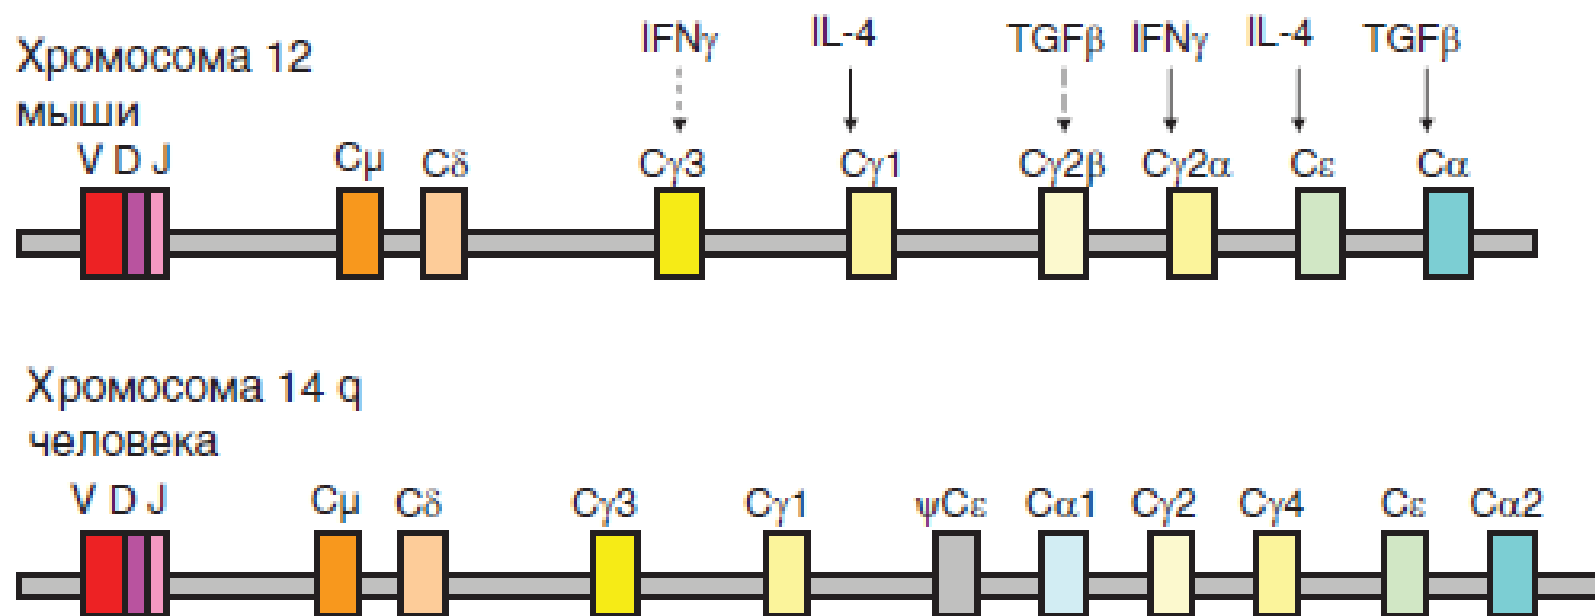 Хромосома 12
мыши
IFNγ IL-4 TGFβ IFNγ IL-4 TGFβ
V D J Cμ Cδ Cγ3 Cγ1 Cγ2β Cγ2α Cε Cα
Хромосома 14 q
человека
V D J Cμ Cδ Cγ3 Cγ1 ψCε Cα1 Cγ2 Cγ4 Cε Cα2